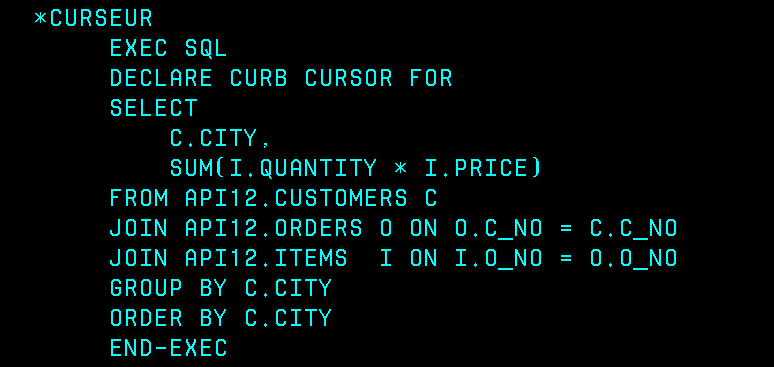 *CURSEUR
EXEC SQL
DECLARE CURB CURSOR FOR
SELECT
C.CITY,
SUM(I.QUANTITY * I.PRICE)
FROM API12.CUSTOMERS C
JOIN API12.ORDERS O ON O.C_NO = C.C_NO
JOIN API12.ITEMS  I ON I.O_NO = O.O_NO
GROUP BY C.CITY
ORDER BY C.CITY
END-EXEC